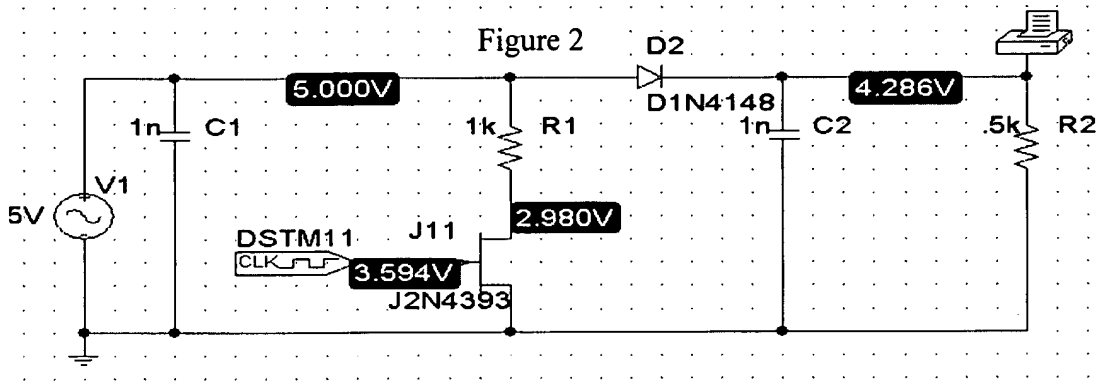 Figure 2
D2
5.000V
4.286V
D1N4148
1n C1
1k R1
1n C2
.5k R2
V1
5V
2.980V
J11
DSTM11
CLK
3.594V
J2N4393